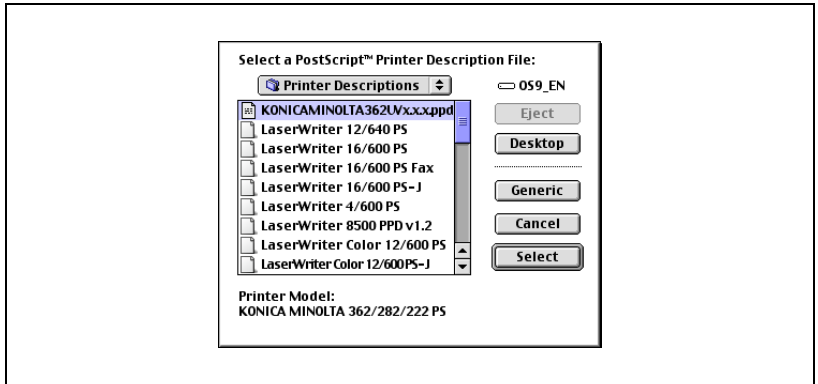 Select a PostScript™ Printer Description File:
Printer Descriptions
OS9_EN
KONICAMINOLTA362UVx.x.x.ppd
LaserWriter 12/640 PS
LaserWriter 16/600 PS
LaserWriter 16/600 PS Fax
LaserWriter 16/600 PS-J
LaserWriter 4/600 PS
LaserWriter 8500 PPD v1.2
LaserWriter Color 12/600 PS
LaserWriter Color 12/600PS-J
Eject
Desktop
Generic
Cancel
Select
Printer Model:
KONICA MINOLTA 362/282/222 PS